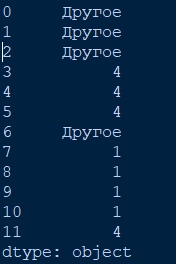 0 Другое
1 Другое
2 Другое
3 4
4 4
5 4
6 Другое
7 1
8 1
9 1
10 1
11 4
dtype: object